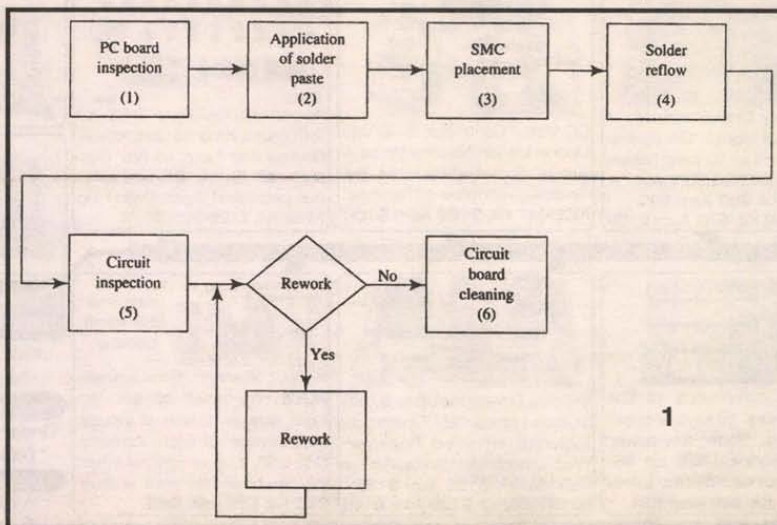 PC board
inspection
(1)
Application
of solder
paste
(2)
SMC
placement
(3)
Solder
reflow
(4)
Circuit
inspection
(5)
Rework
No
Circuit
board
cleaning
(6)
Yes
Rework
1